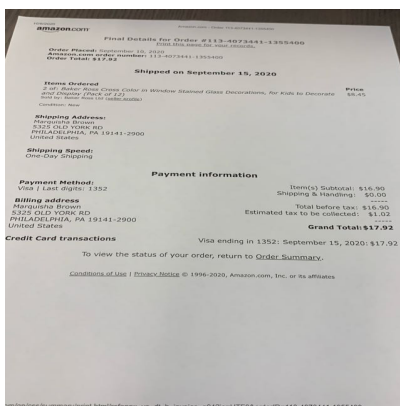 amazon.com
Final Details for Order #113-4073441-1355400
Print this page for your records.
Order Placed: September 15, 2020
Amazon.com order number: 113-4073441-1355400
Order Total: $17.92
Shipped on September 15, 2020
Items Ordered Price
2 of: Baker Ross Cross Color in Window Stained Glass Decorations, for Kids to Decorate $8.45
and Display (Pack of 12)
Sold by: Baker Ross Ltd (seller profile)
Condition: New
Shipping Address:
Marquisha Brown
5325 OLD YORK RD
PHILADELPHIA, PA 19141-2900
United States
Shipping Speed:
One-Day Shipping
Payment information
Payment Method:
Visa | Last digits: 1352
Item(s) Subtotal: $16.90
Shipping & Handling: $0.00
-----
Billing address
Marquisha Brown
5325 OLD YORK RD
PHILADELPHIA, PA 19141-2900
United States
Total before tax: $16.90
Estimated tax to be collected: $1.02
-----
Grand Total: $17.92
Credit Card transactions Visa ending in 1352: September 15, 2020: $17.92
To view the status of your order, return to Order Summary.
Conditions of Use | Privacy Notice © 1996-2020, Amazon.com, Inc. or its affiliates